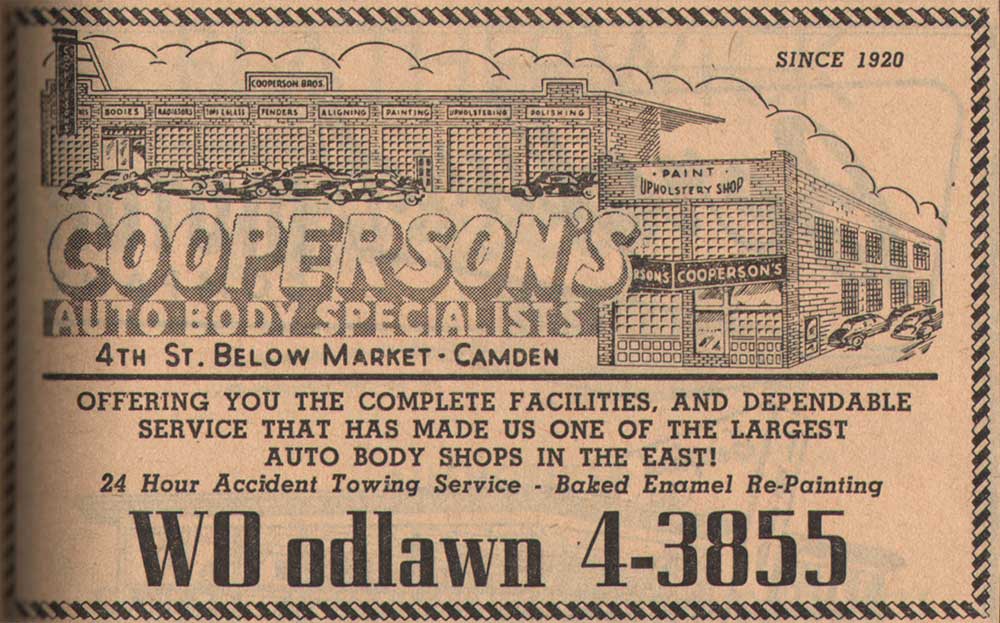 SINCE 1920
COOPERSON BROS.
BODIES RADIATORS FENDERS ALIGNING PAINTING UPHOLSTERING POLISHING
• PAINT •
UPHOLSTERY SHOP
RSON'S COOPERSON'S
COOPERSON'S
AUTO BODY SPECIALISTS
4TH ST. BELOW MARKET • CAMDEN
OFFERING YOU THE COMPLETE FACILITIES, AND DEPENDABLE
SERVICE THAT HAS MADE US ONE OF THE LARGEST
AUTO BODY SHOPS IN THE EAST!
24 Hour Accident Towing Service - Baked Enamel Re-Painting
WO odlawn 4-3855